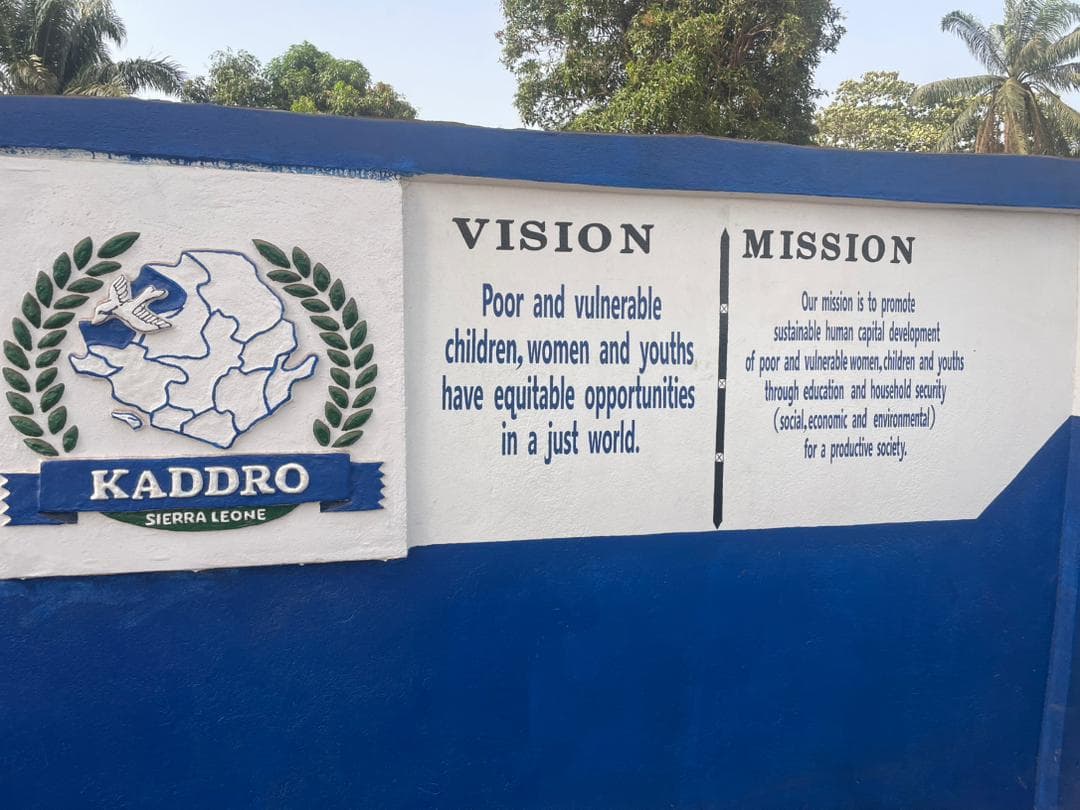 KADDRO
SIERRA LEONE
VISION
Poor and vulnerable
children, women and youths
have equitable opportunities
in a just world.
MISSION
Our mission is to promote
sustainable human capital development
of poor and vulnerable women, children and youths
through education and household security
(social, economic and environmental)
for a productive society.